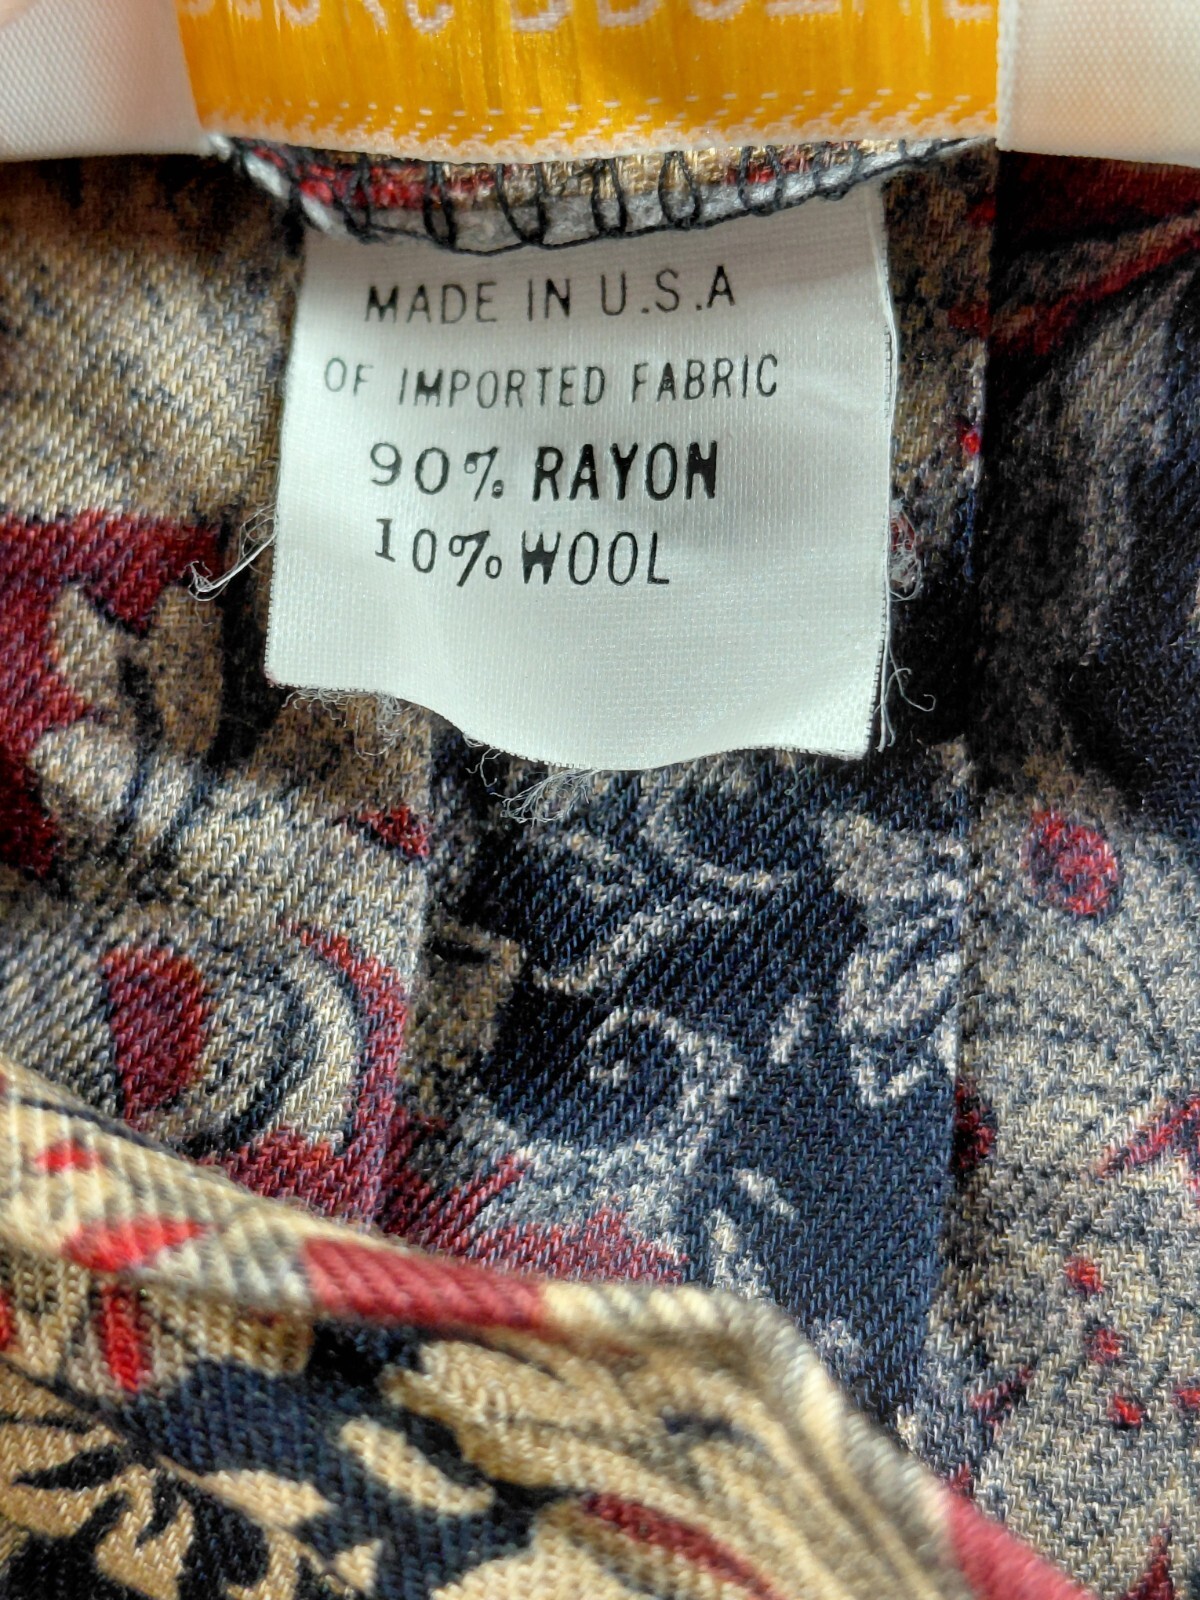 MADE IN U.S.A
OF IMPORTED FABRIC
90% RAYON
10% WOOL